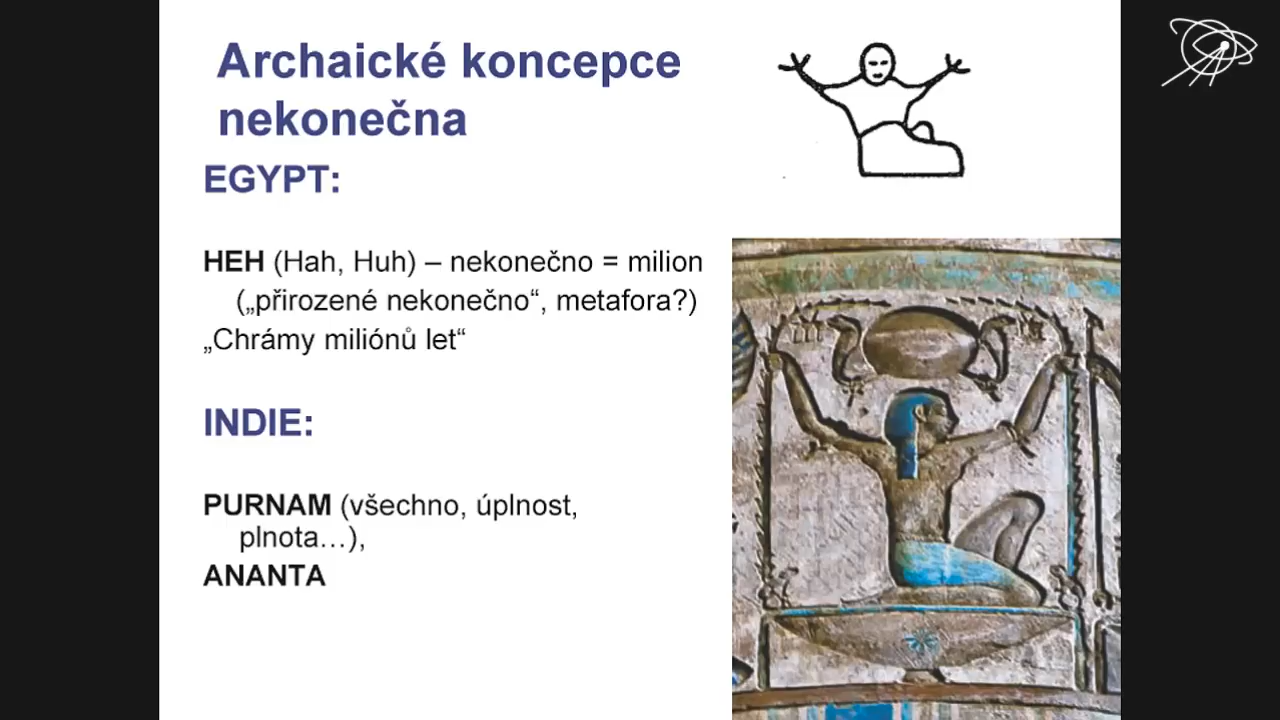 Archaické koncepce
nekonečna
EGYPT:
HEH (Hah, Huh) – nekonečno = milion
(„přirozené nekonečno“, metafora?)
„Chrámy miliónů let“
INDIE:
PURNAM (všechno, úplnost,
plnota…),
ANANTA